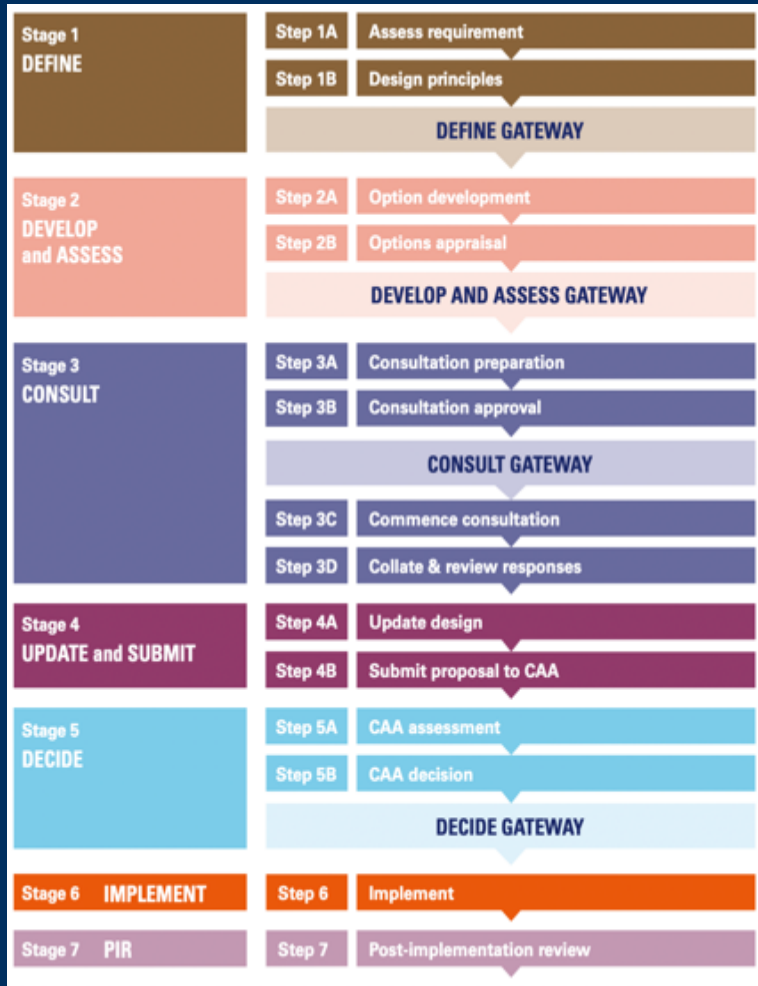 Stage 1
DEFINE
Step 1A Assess requirement
Step 1B Design principles
DEFINE GATEWAY
Stage 2
DEVELOP
and ASSESS
Step 2A Option development
Step 2B Options appraisal
DEVELOP AND ASSESS GATEWAY
Stage 3
CONSULT
Step 3A Consultation preparation
Step 3B Consultation approval
CONSULT GATEWAY
Step 3C Commence consultation
Step 3D Collate & review responses
Stage 4
UPDATE and SUBMIT
Step 4A Update design
Step 4B Submit proposal to CAA
Stage 5
DECIDE
Step 5A CAA assessment
Step 5B CAA decision
DECIDE GATEWAY
Stage 6 IMPLEMENT
Step 6 Implement
Stage 7 PIR
Step 7 Post-implementation review